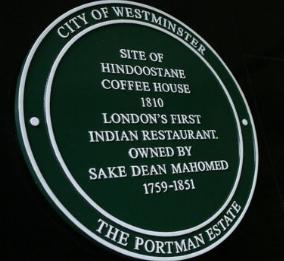 CITY OF WESTMINSTER
SITE OF
HINDOOSTANE
COFFEE HOUSE
1810
LONDON'S FIRST
INDIAN RESTAURANT.
OWNED BY
SAKE DEAN MAHOMED
1759-1851
THE PORTMAN ESTATE